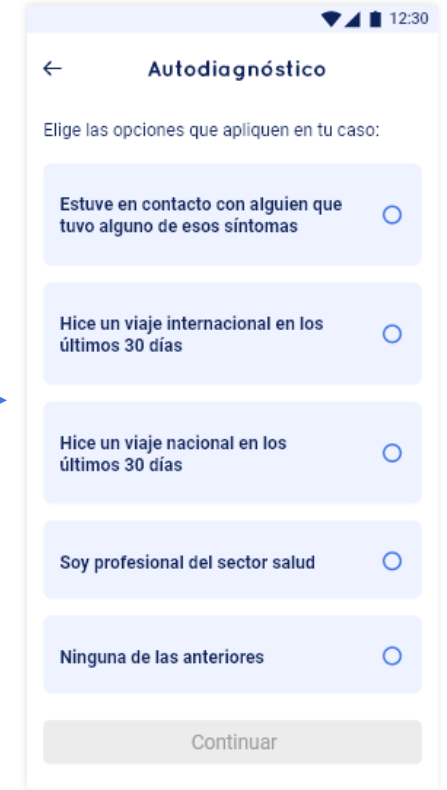 12:30
Autodiagnóstico
Elige las opciones que apliquen en tu caso:
Estuve en contacto con alguien que
tuvo alguno de esos síntomas
Hice un viaje internacional en los
últimos 30 días
Hice un viaje nacional en los
últimos 30 días
Soy profesional del sector salud
Ninguna de las anteriores
Continuar